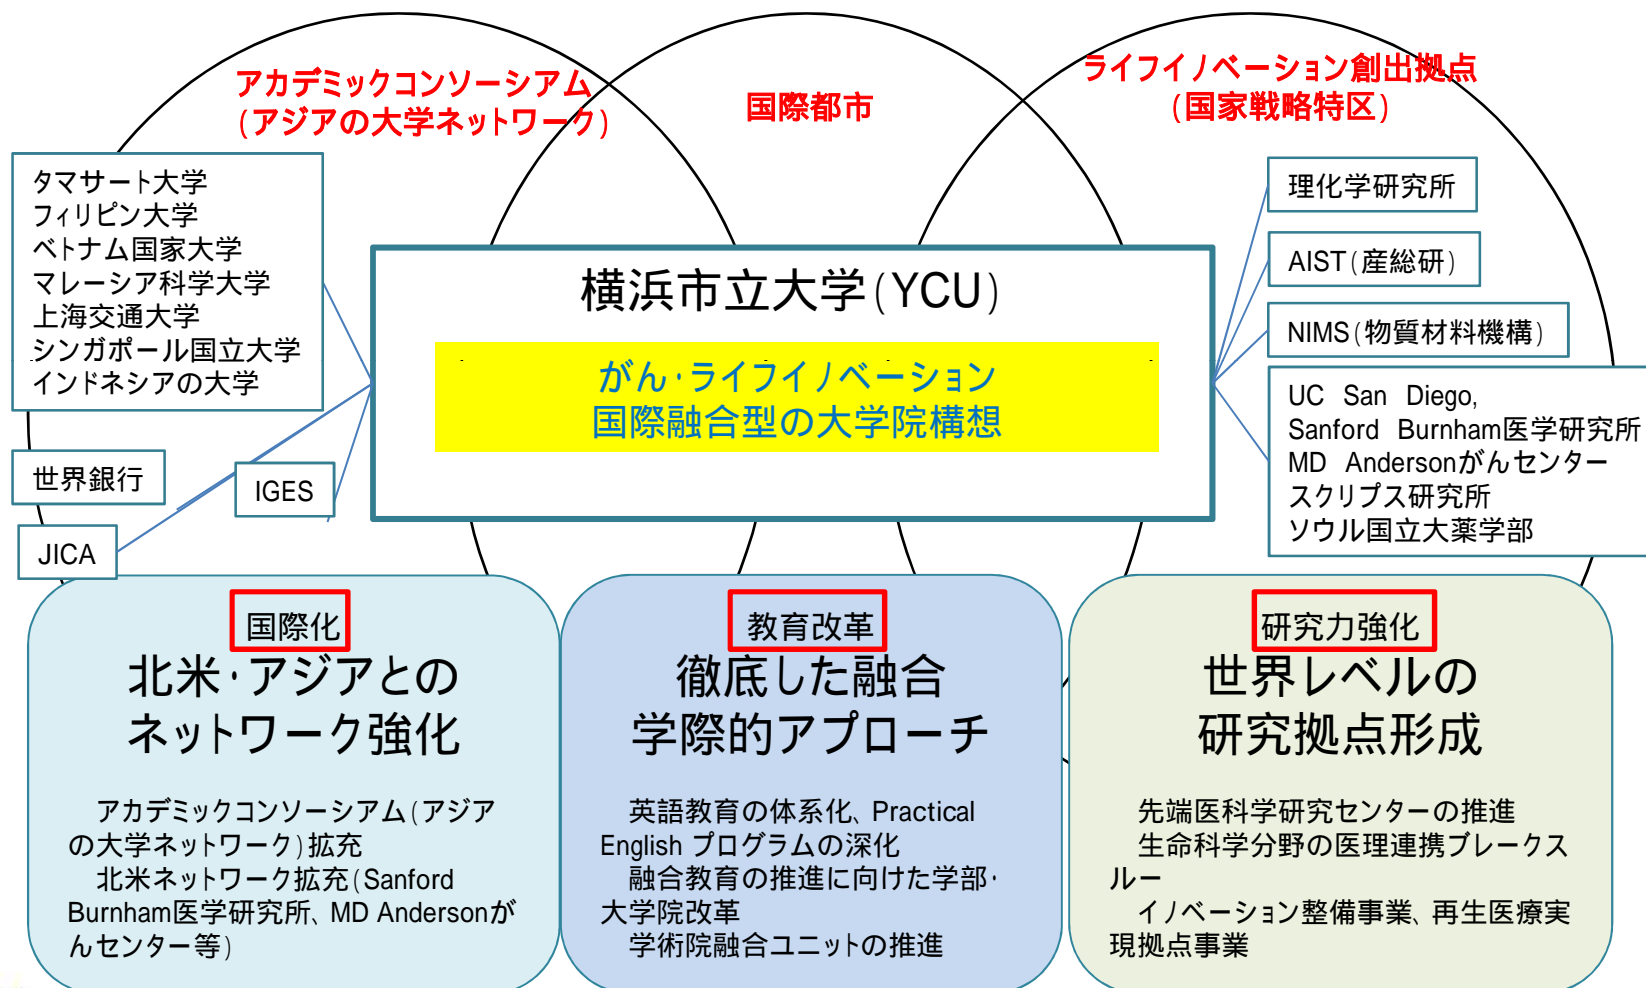 アカデミックコンソーシアム
(アジアの大学ネットワーク)
国際都市
ライフイノベーション創出拠点
(国家戦略特区)
タマサート大学
フィリピン大学
ベトナム国家大学
マレーシア科学大学
上海交通大学
シンガポール国立大学
インドネシアの大学
世界銀行
IGES
JICA
横浜市立大学(YCU)
がん・ライフイノベーション
国際融合型の大学院構想
理化学研究所
AIST(産総研)
NIMS(物質材料機構)
UC San Diego,
Sanford Burnham医学研究所
MD Andersonがんセンター
スクリプス研究所
ソウル国立大薬学部
国際化
北米・アジアとの
ネットワーク強化
アカデミックコンソーシアム(アジア
の大学ネットワーク)拡充
北米ネットワーク拡充(Sanford
Burnham医学研究所、MD Andersonが
んセンター等)
教育改革
徹底した融合
学際的アプローチ
英語教育の体系化、Practical
English プログラムの深化
融合教育の推進に向けた学部・
大学院改革
学術院融合ユニットの推進
研究力強化
世界レベルの
研究拠点形成
先端医科学研究センターの推進
生命科学分野の医理連携ブレークス
ルー
イノベーション整備事業、再生医療実
現拠点事業